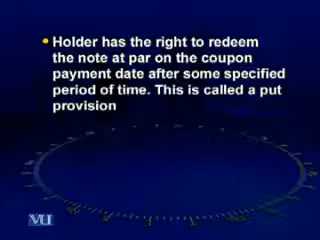 Holder has the right to redeem
the note at par on the coupon
payment date after some specified
period of time. This is called a put
provision
VU